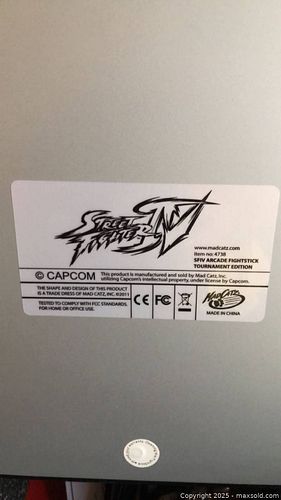 STREET FIGHTER IV
www.madcatz.com
Item no: 4738
SFIV ARCADE FIGHTSTICK
TOURNAMENT EDITION
© CAPCOM
This product is manufactured and sold by Mad Catz, Inc.
utilizing Capcom's intellectual property, under license by Capcom.
THE SHAPE AND DESIGN OF THIS PRODUCT
IS A TRADE DRESS OF MAD CATZ, INC. ©2011
TESTED TO COMPLY WITH FCC STANDARDS
FOR HOME OR OFFICE USE.
CE
FC
MAD CATZ
MADE IN CHINA
Copyright © 2025 - maxsold.com